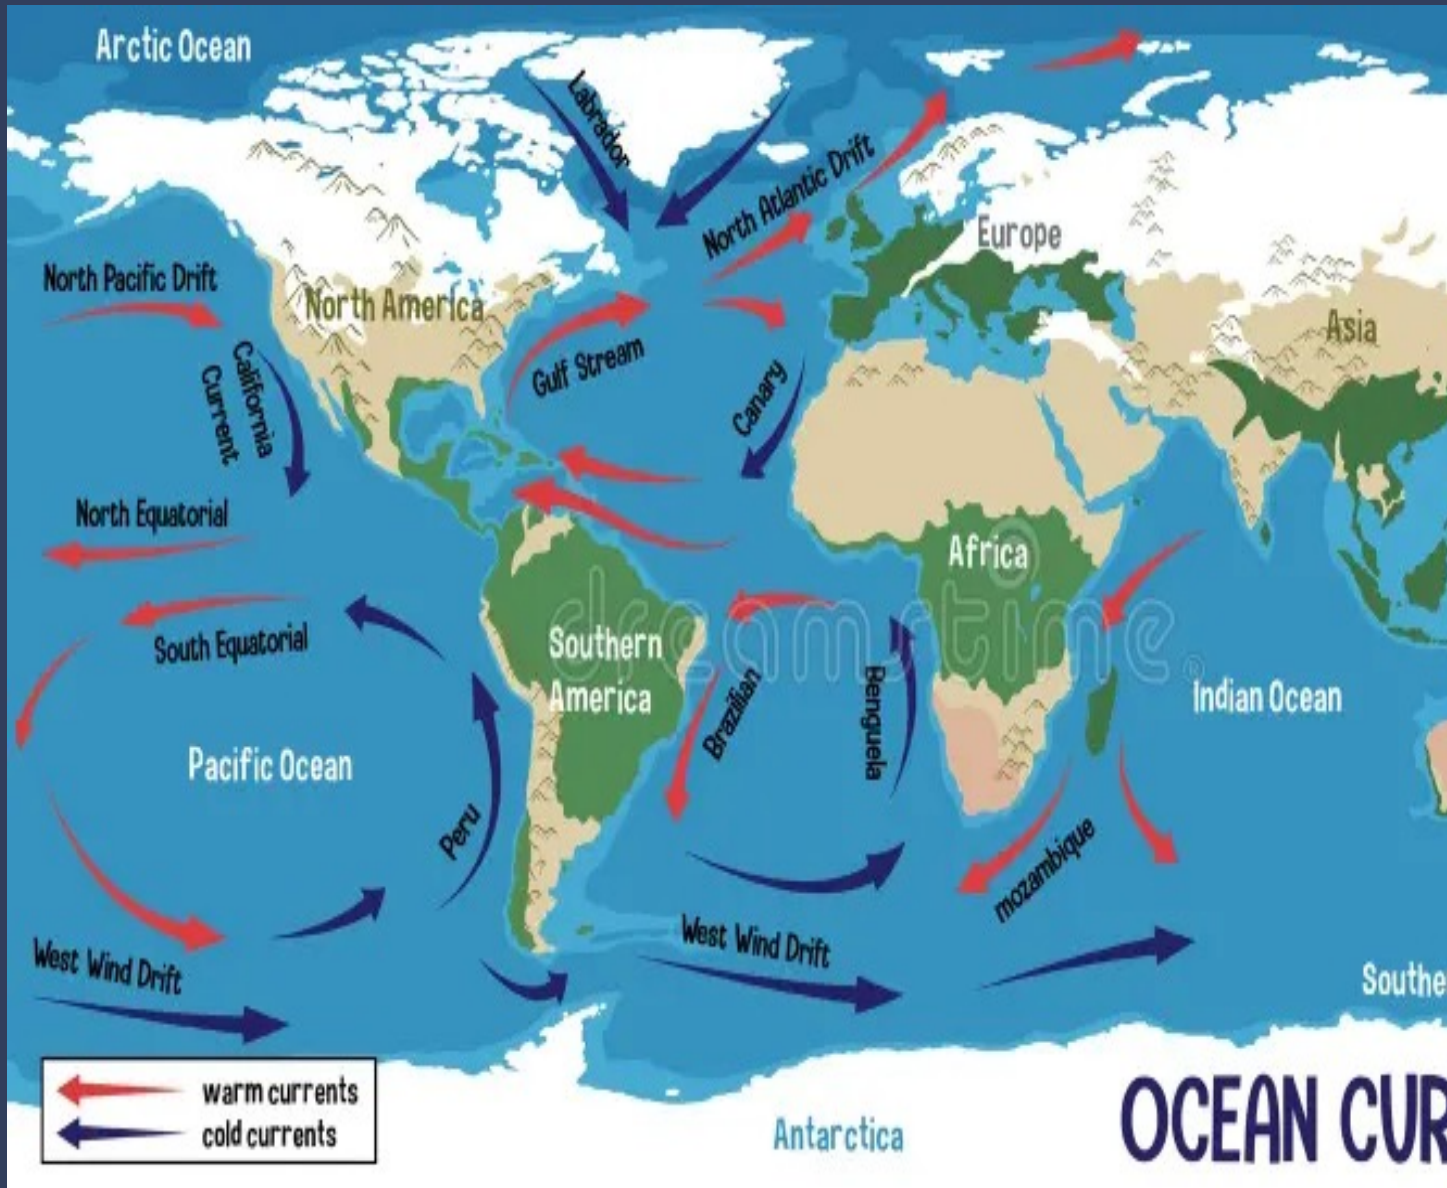 Arctic Ocean
Labrador
North Atlantic Drift
Europe
North Pacific Drift
North America
Asia
Gulf Stream
California
Current
Canary
North Equatorial
Africa
dreamstime
South Equatorial
Southern
America
Brazilian
Benguela
Indian Ocean
Pacific Ocean
Peru
mozambique
West Wind Drift
West Wind Drift
Southe
warm currents
cold currents
Antarctica
OCEAN CUR